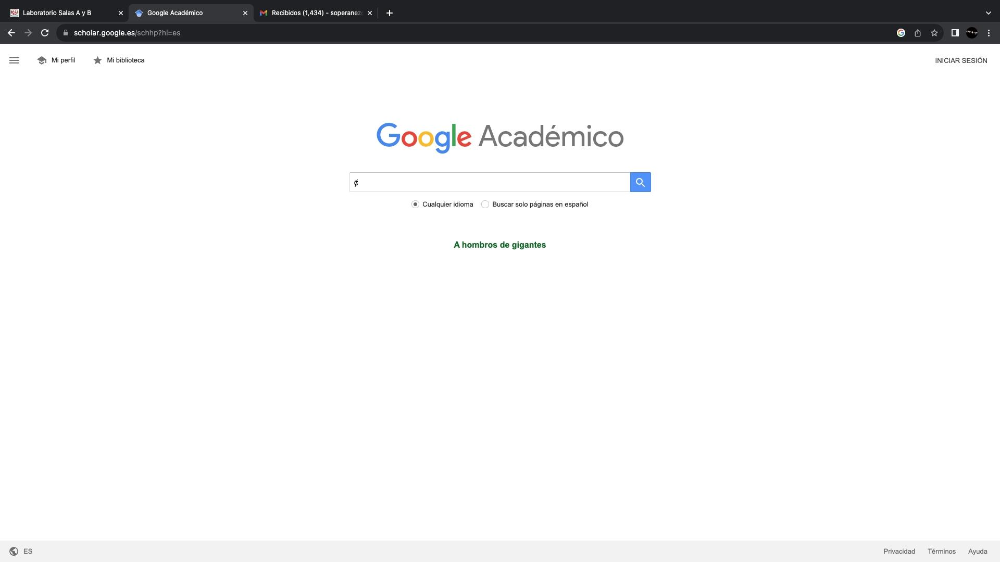 Laboratorio Salas A y B
Google Académico
Recibidos (1,434) - soperanez
scholar.google.es/schhp?hl=es
Mi perfil
Mi biblioteca
INICIAR SESIÓN
Google Académico
¢
Cualquier idioma
Buscar solo páginas en español
A hombros de gigantes
ES
Privacidad
Términos
Ayuda